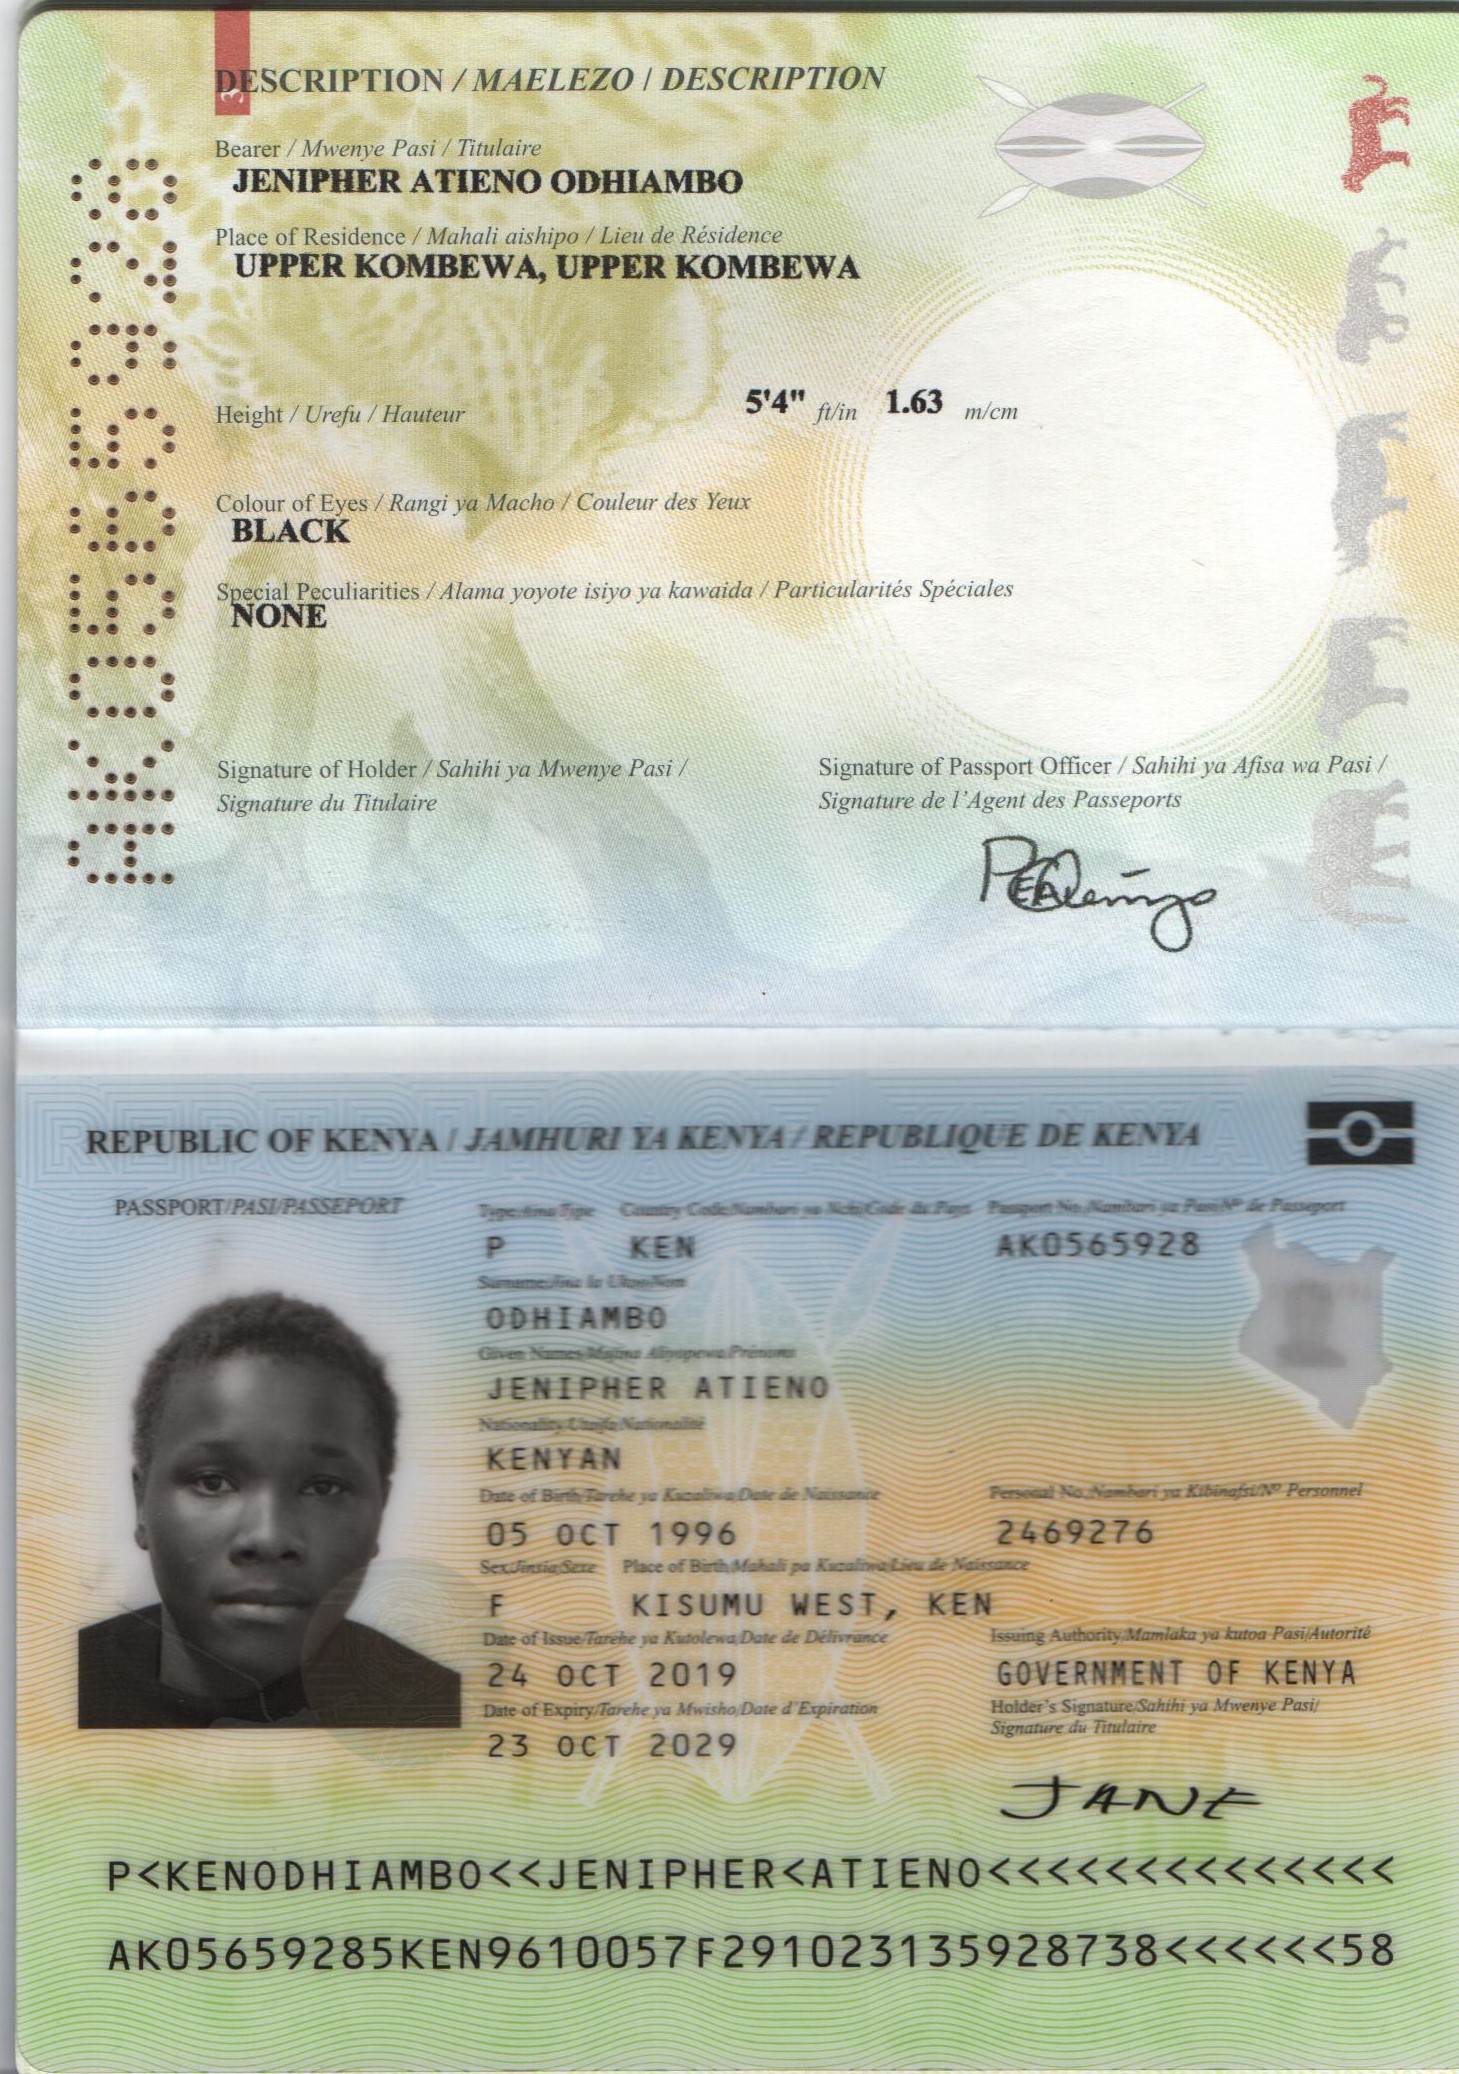 DESCRIPTION / MAELEZO / DESCRIPTION
3
Bearer / Mwenye Pasi / Titulaire
JENIPHER ATIENO ODHIAMBO
Place of Residence / Mahali aishipo / Lieu de Résidence
UPPER KOMBEWA, UPPER KOMBEWA
Height / Urefu / Hauteur 5'4" ft/in 1.63 m/cm
Colour of Eyes / Rangi ya Macho / Couleur des Yeux
BLACK
Special Peculiarities / Alama yoyote isiyo ya kawaida / Particularités Spéciales
NONE
Signature of Holder / Sahihi ya Mwenye Pasi /
Signature du Titulaire
Signature of Passport Officer / Sahihi ya Afisa wa Pasi /
Signature de l'Agent des Passeports
AK0565928
REPUBLIC OF KENYA / JAMHURI YA KENYA / REPUBLIQUE DE KENYA
PASSPORT/PASI/PASSEPORT
Type/Aina/Type Country Code/Nambari ya Nchi/Code du Pays Passport No./Nambari ya Pasi/Nº de Passeport
P KEN AK0565928
Surname/Jina la Ukoo/Nom
ODHIAMBO
Given Names/Majina Aliyopewa/Prénoms
JENIPHER ATIENO
Nationality/Utaifa/Nationalité
KENYAN
Date of Birth/Tarehe ya Kuzaliwa/Date de Naissance Personal No./Nambari ya Kibinafsi/Nº Personnel
05 OCT 1996 2469276
Sex/Jinsia/Sexe Place of Birth/Mahali pa Kuzaliwa/Lieu de Naissance
F KISUMU WEST, KEN
Date of Issue/Tarehe ya Kutolewa/Date de Délivrance Issuing Authority/Mamlaka ya kutoa Pasi/Autorité
24 OCT 2019 GOVERNMENT OF KENYA
Date of Expiry/Tarehe ya Mwisho/Date d'Expiration Holder's Signature/Sahihi ya Mwenye Pasi/
Signature du Titulaire
23 OCT 2029
JANE
P<KENODHIAMBO<<JENIPHER<ATIENO<<<<<<<<<<<<<<
AK05659285KEN9610057F291023135928738<<<<<<58